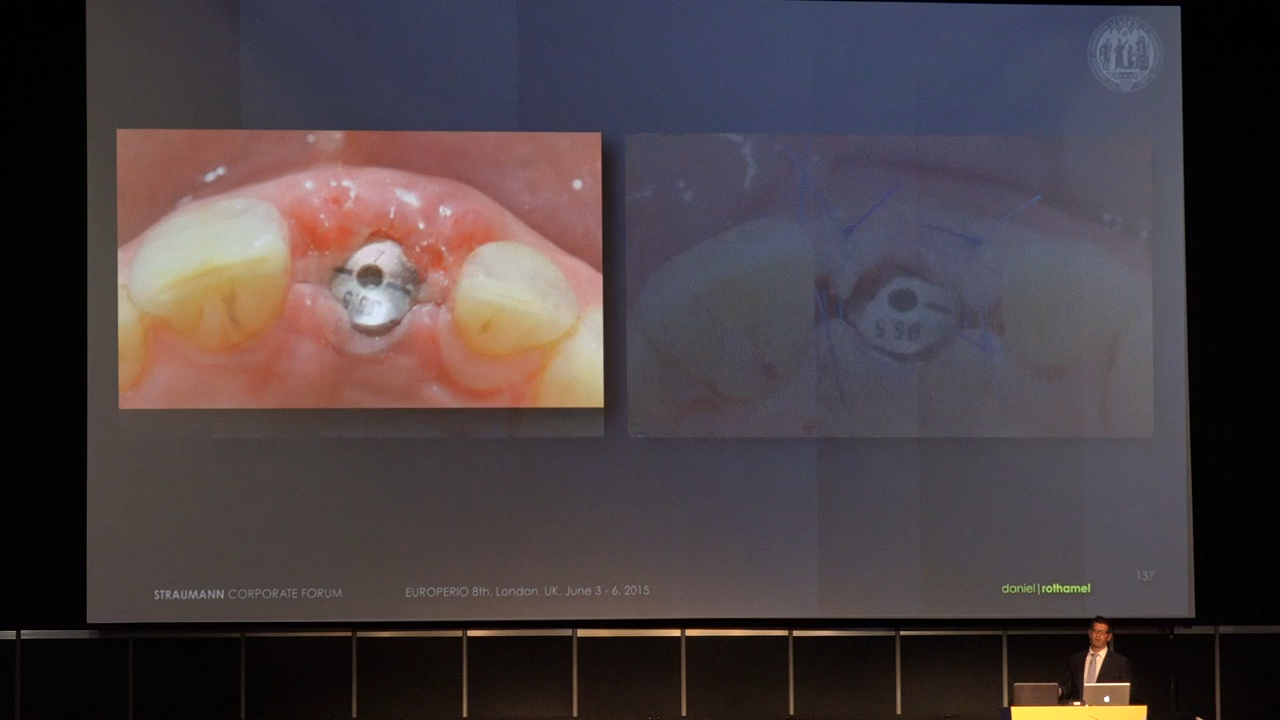 STRAUMANN CORPORATE FORUM
EUROPERIO 8th. London. UK, June 3 - 6, 2015
daniel|rothamel
137